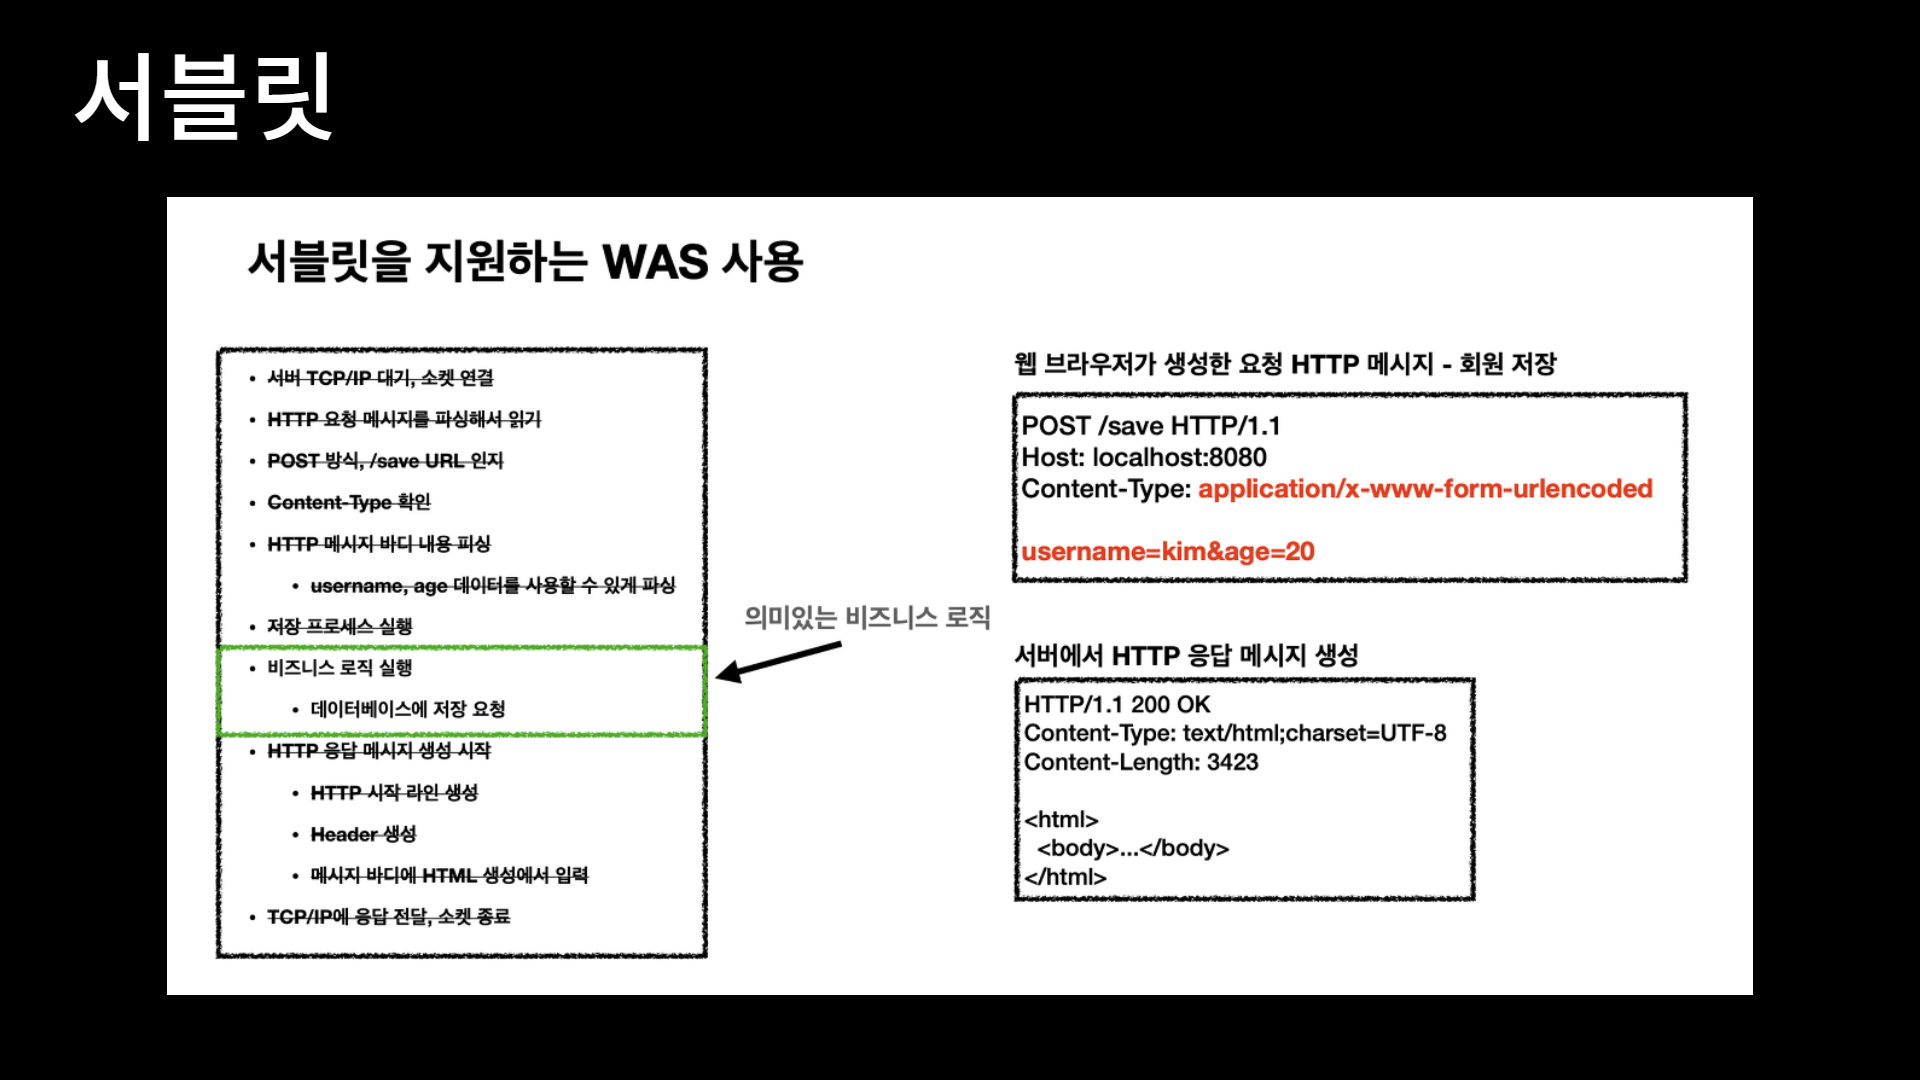 서블릿
서블릿을 지원하는 WAS 사용
• 서버 TCP/IP 대기, 소켓 연결
• HTTP 요청 메시지를 파싱해서 읽기
• POST 방식, /save URL 인지
• Content-Type 확인
• HTTP 메시지 바디 내용 피싱
• username, age 데이터를 사용할 수 있게 파싱
• 저장 프로세스 실행
• 비즈니스 로직 실행
• 데이터베이스에 저장 요청
• HTTP 응답 메시지 생성 시작
• HTTP 시작 라인 생성
• Header 생성
• 메시지 바디에 HTML 생성에서 입력
• TCP/IP에 응답 전달, 소켓 종료
의미있는 비즈니스 로직
웹 브라우저가 생성한 요청 HTTP 메시지 - 회원 저장
POST /save HTTP/1.1
Host: localhost:8080
Content-Type: application/x-www-form-urlencoded
username=kim&age=20
서버에서 HTTP 응답 메시지 생성
HTTP/1.1 200 OK
Content-Type: text/html;charset=UTF-8
Content-Length: 3423
<html>
<body>...</body>
</html>